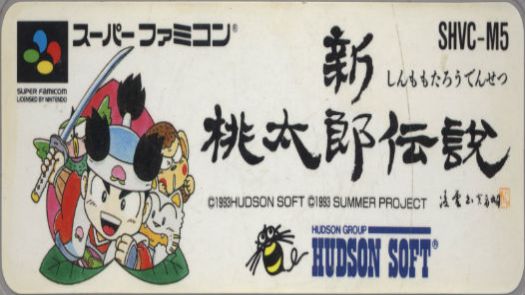 スーパーファミコン®
SUPER FAMICOM
LICENSED BY NINTENDO
SHVC-M5
しんももたろうでんせつ
新
桃太郎伝説
©1993HUDSON SOFT ©1993 SUMMER PROJECT
HUDSON GROUP
HUDSON SOFT®